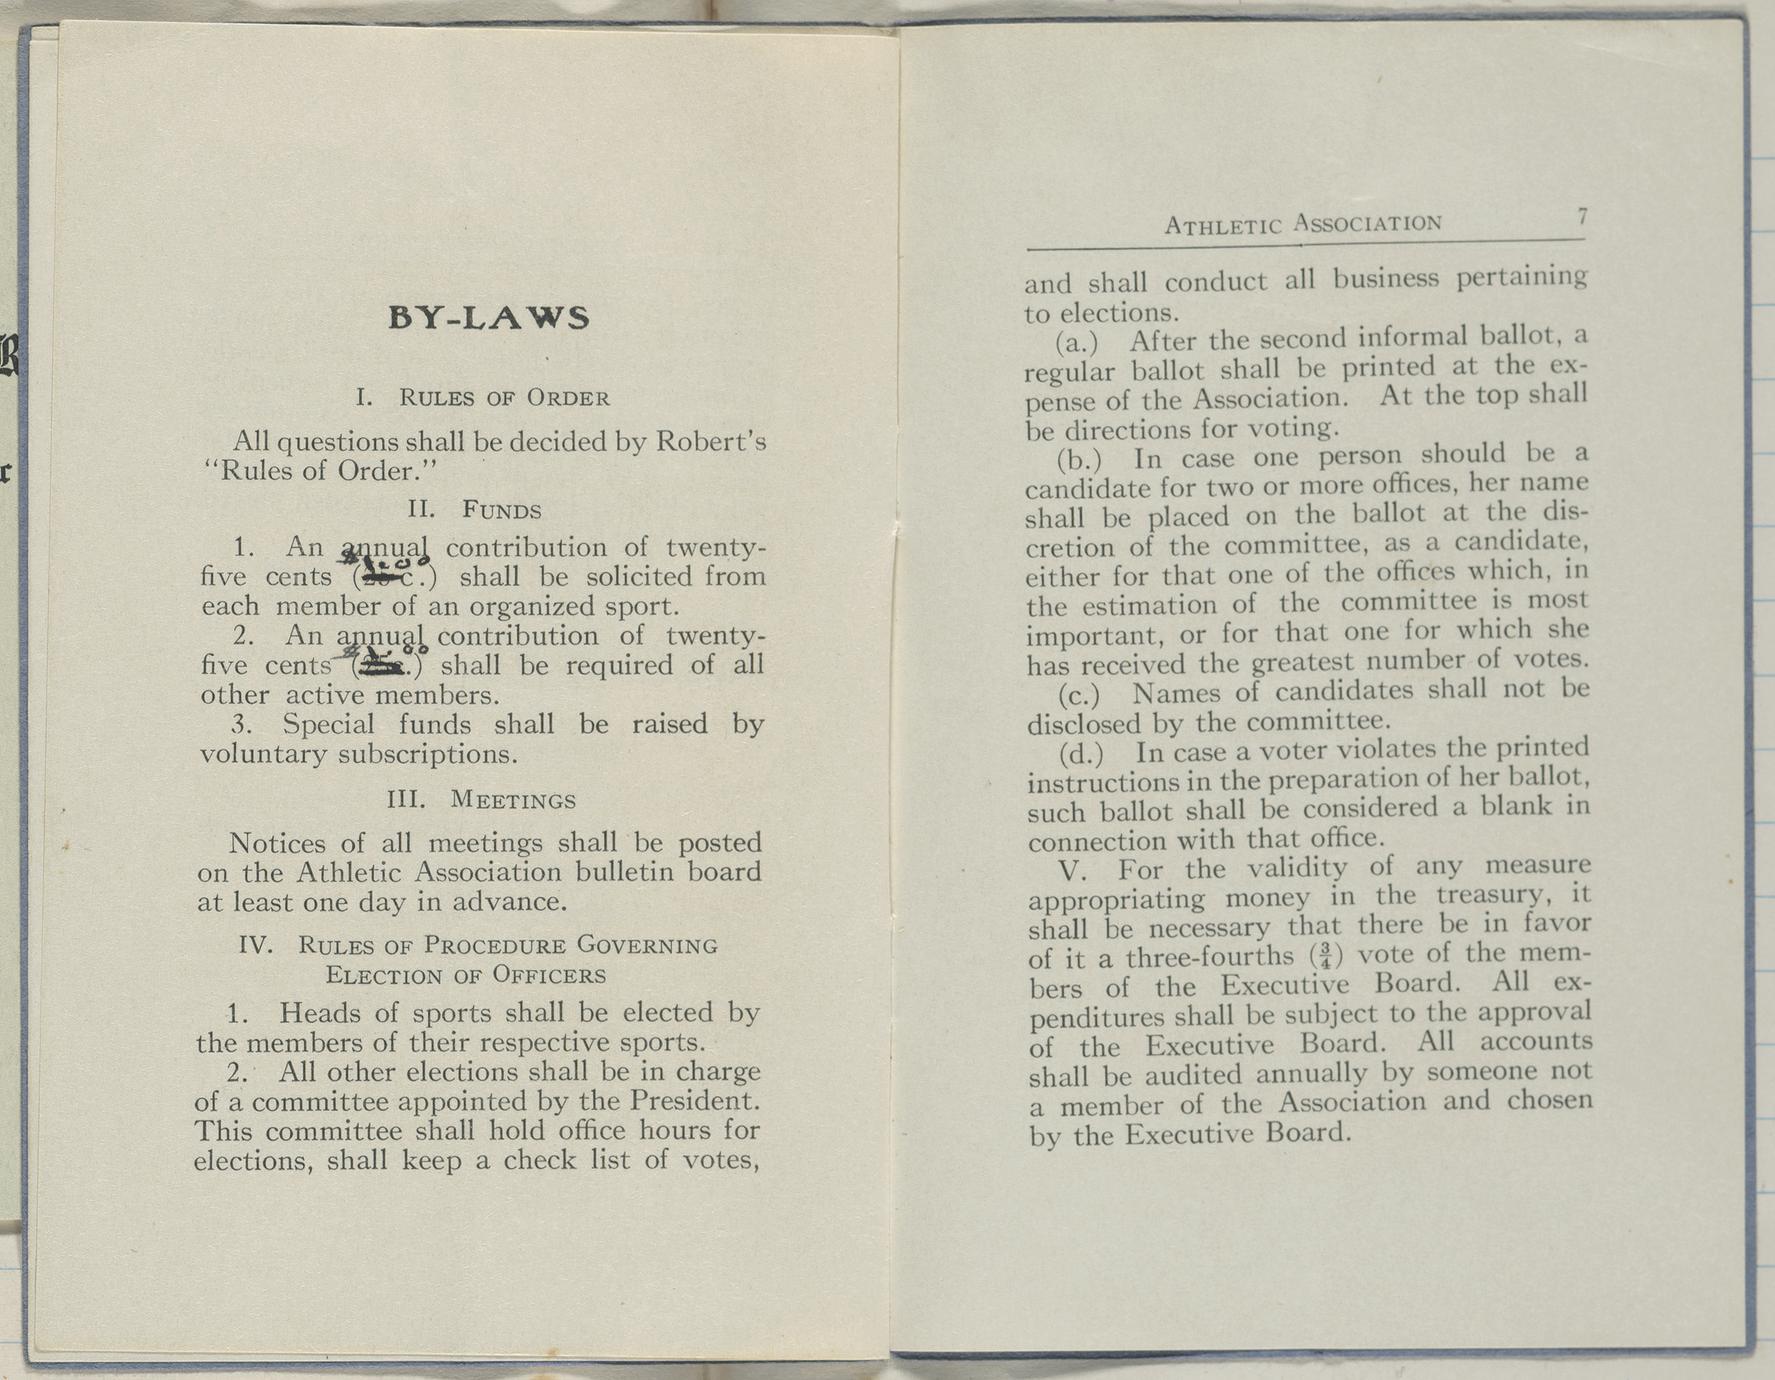 BY-LAWS
I. RULES OF ORDER
All questions shall be decided by Robert's
"Rules of Order."
II. FUNDS
1. An annual contribution of twenty-
$1.00
five cents (25 c.) shall be solicited from
each member of an organized sport.
2. An annual contribution of twenty-
$1.00
five cents (25c.) shall be required of all
other active members.
3. Special funds shall be raised by
voluntary subscriptions.
III. MEETINGS
Notices of all meetings shall be posted
on the Athletic Association bulletin board
at least one day in advance.
IV. RULES OF PROCEDURE GOVERNING
ELECTION OF OFFICERS
1. Heads of sports shall be elected by
the members of their respective sports.
2. All other elections shall be in charge
of a committee appointed by the President.
This committee shall hold office hours for
elections, shall keep a check list of votes,
ATHLETIC ASSOCIATION 7
and shall conduct all business pertaining
to elections.
(a.) After the second informal ballot, a
regular ballot shall be printed at the ex-
pense of the Association. At the top shall
be directions for voting.
(b.) In case one person should be a
candidate for two or more offices, her name
shall be placed on the ballot at the dis-
cretion of the committee, as a candidate,
either for that one of the offices which, in
the estimation of the committee is most
important, or for that one for which she
has received the greatest number of votes.
(c.) Names of candidates shall not be
disclosed by the committee.
(d.) In case a voter violates the printed
instructions in the preparation of her ballot,
such ballot shall be considered a blank in
connection with that office.
V. For the validity of any measure
appropriating money in the treasury, it
shall be necessary that there be in favor
of it a three-fourths (¾) vote of the mem-
bers of the Executive Board. All ex-
penditures shall be subject to the approval
of the Executive Board. All accounts
shall be audited annually by someone not
a member of the Association and chosen
by the Executive Board.